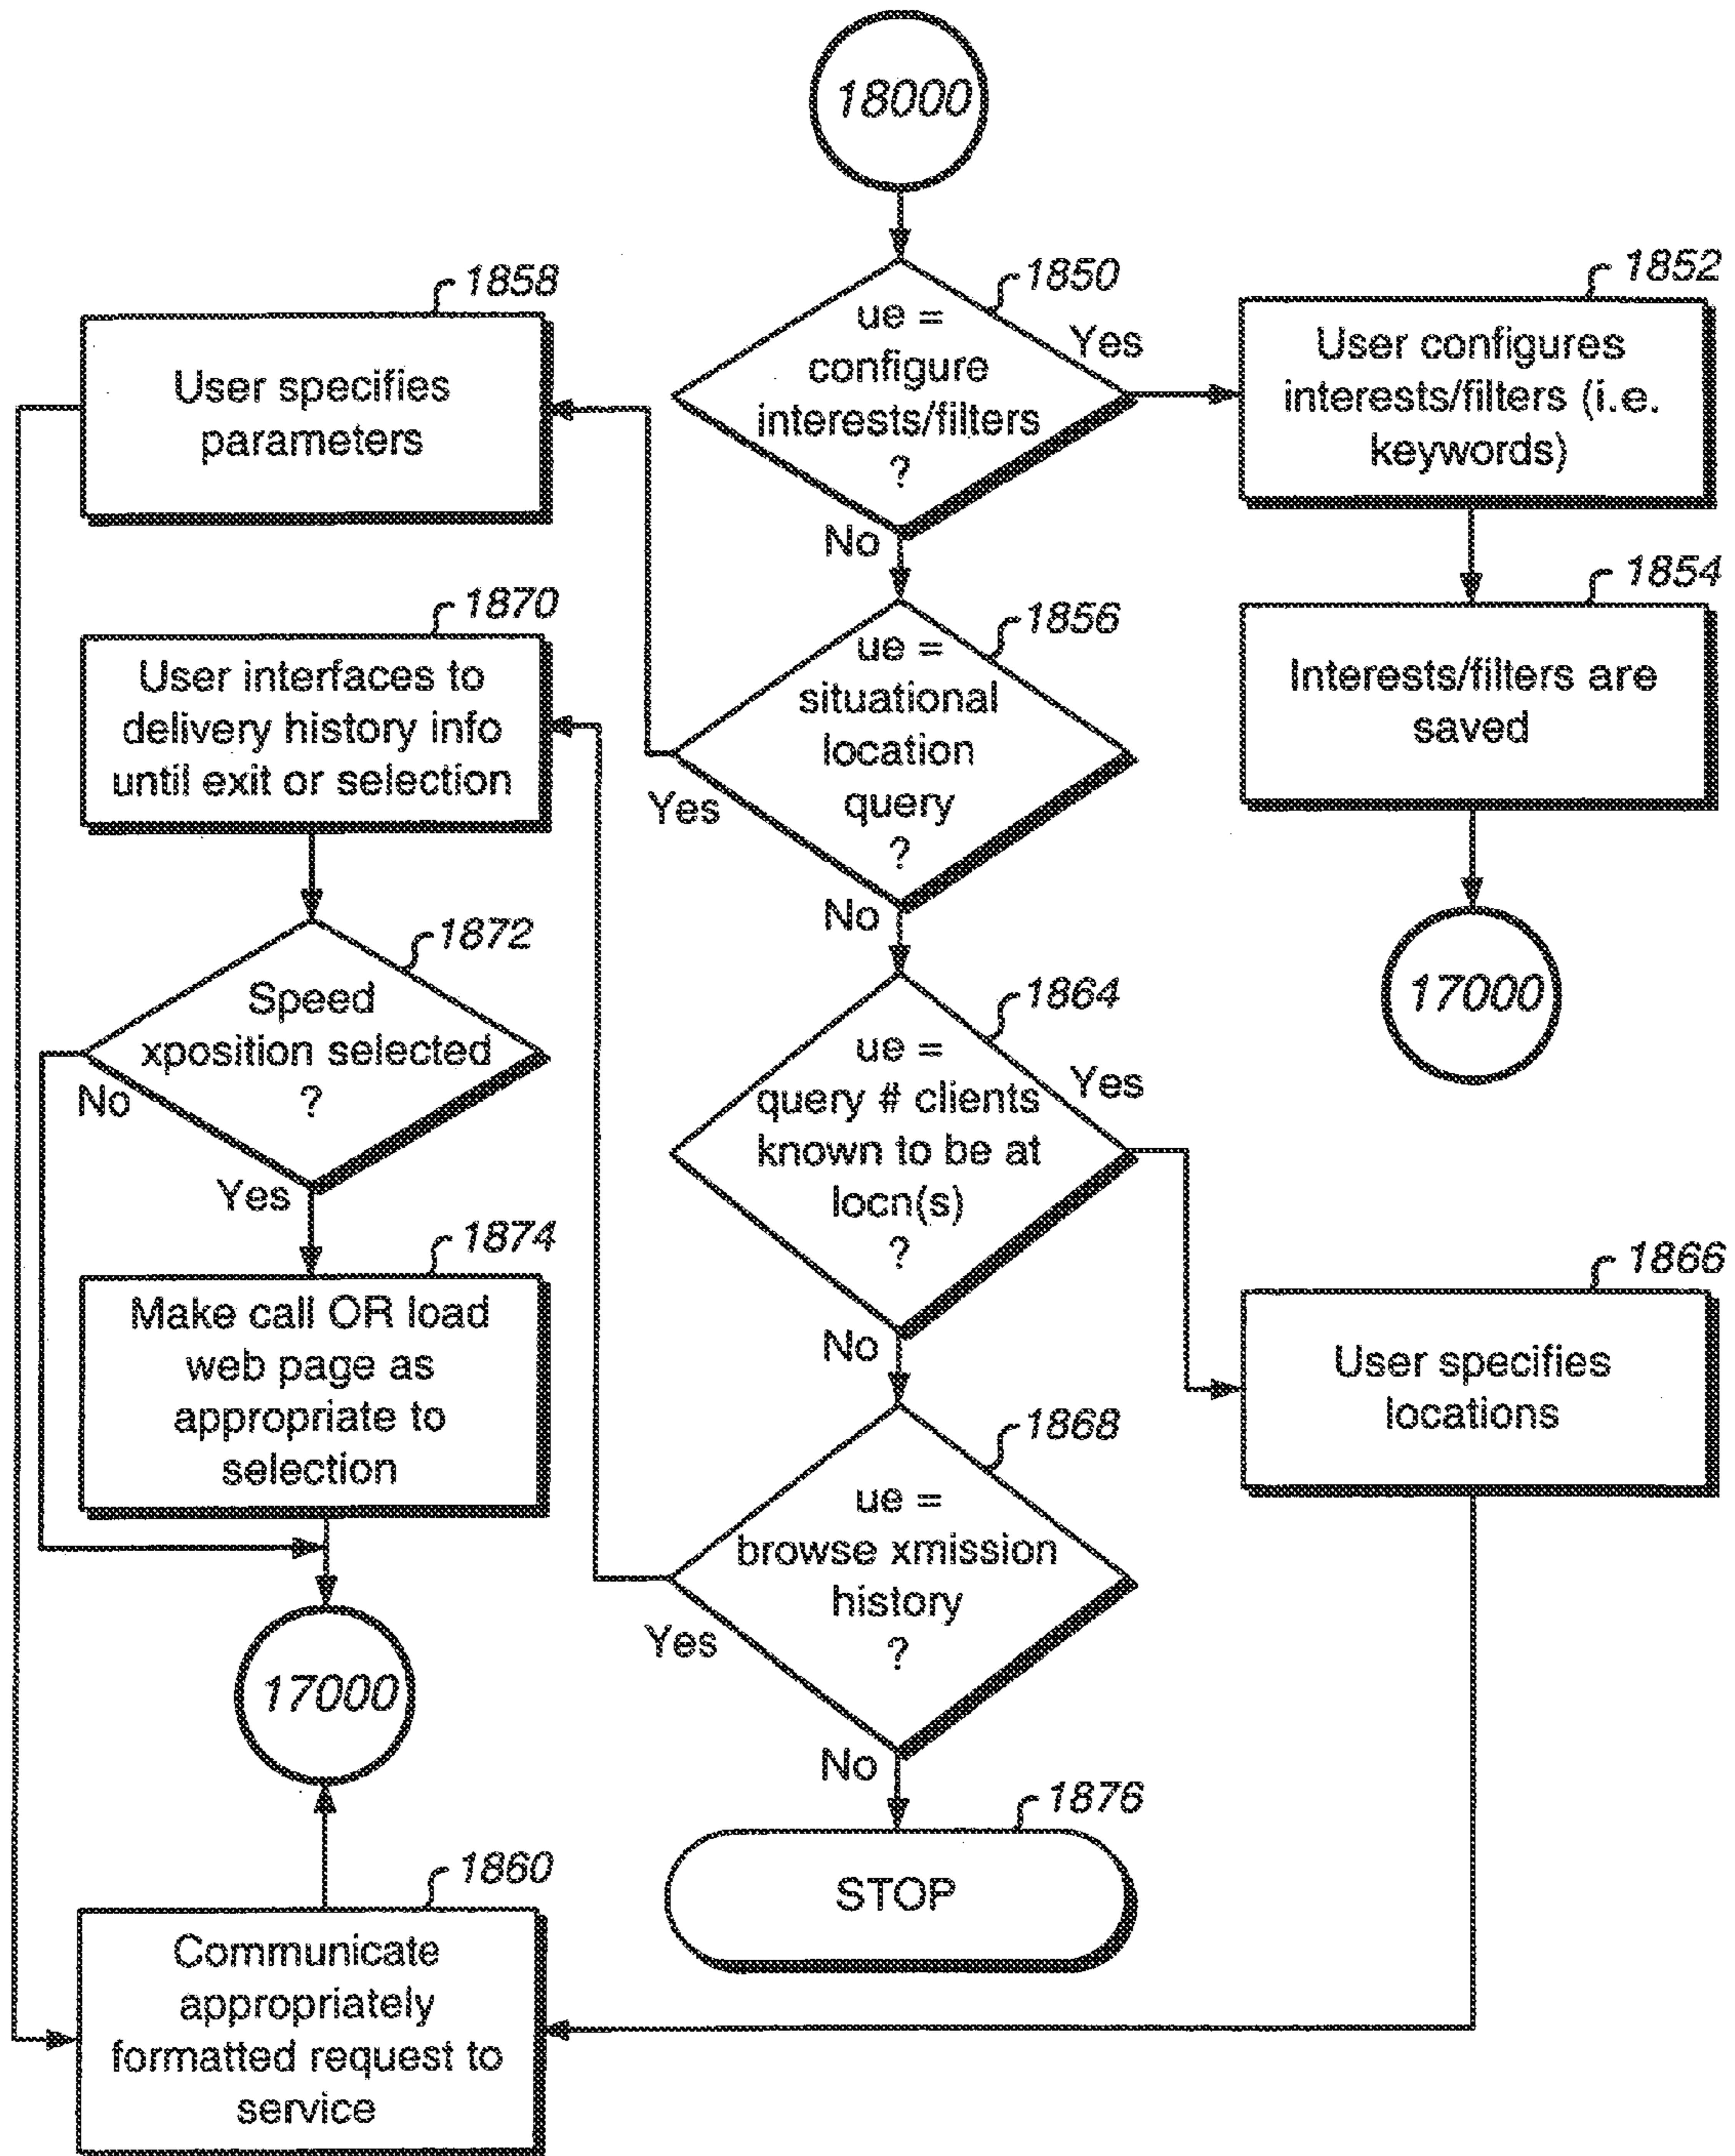 18000
1850
ue =
configure
interests/filters
?
Yes
No
1852
User configures
interests/filters (i.e.
keywords)
1854
Interests/filters are
saved
17000
1858
User specifies
parameters
1856
ue =
situational
location
query
?
Yes
No
1870
User interfaces to
delivery history info
until exit or selection
1872
Speed
xposition selected
?
No
Yes
1874
Make call OR load
web page as
appropriate to
selection
17000
1864
ue =
query # clients
known to be at
locn(s)
?
Yes
No
1866
User specifies
locations
1868
ue =
browse xmission
history
?
Yes
No
1876
STOP
1860
Communicate
appropriately
formatted request to
service